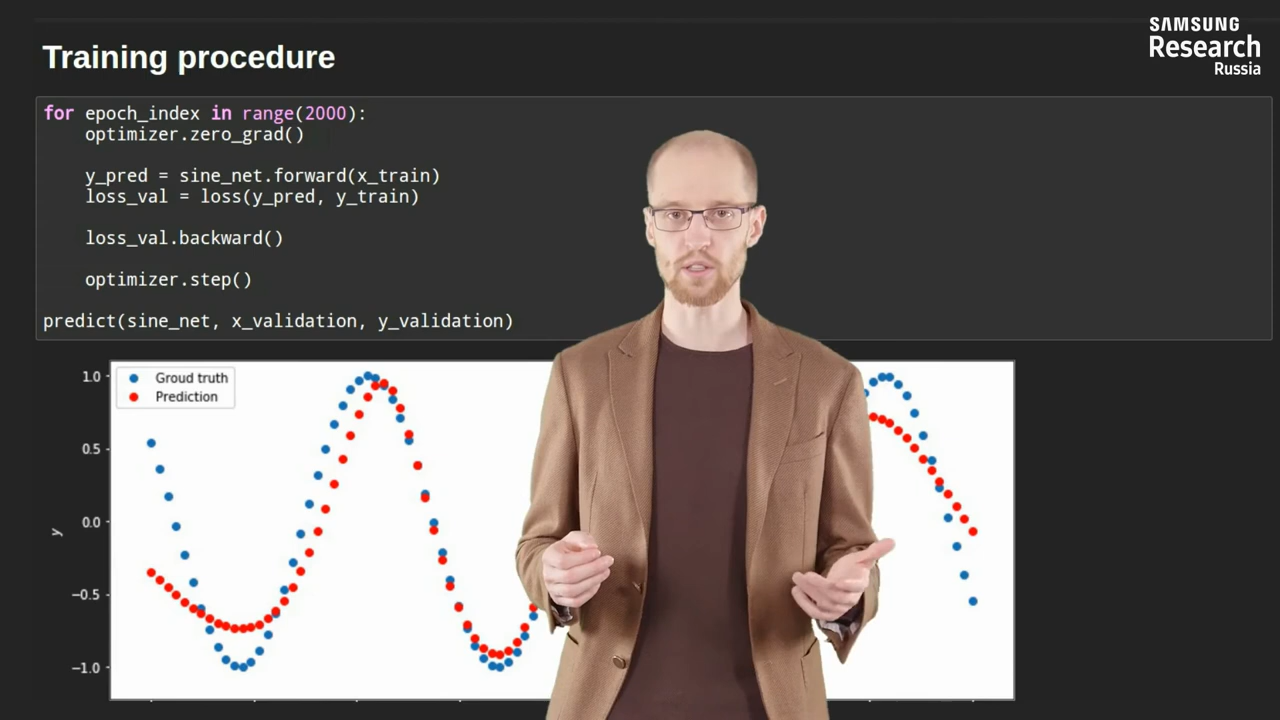 SAMSUNG
Research
Russia
Training procedure
for epoch_index in range(2000):
    optimizer.zero_grad()
    y_pred = sine_net.forward(x_train)
    loss_val = loss(y_pred, y_train)
    loss_val.backward()
    optimizer.step()
predict(sine_net, x_validation, y_validation)
Groud truth
Prediction
1.0
0.5
0.0
−0.5
−1.0
y